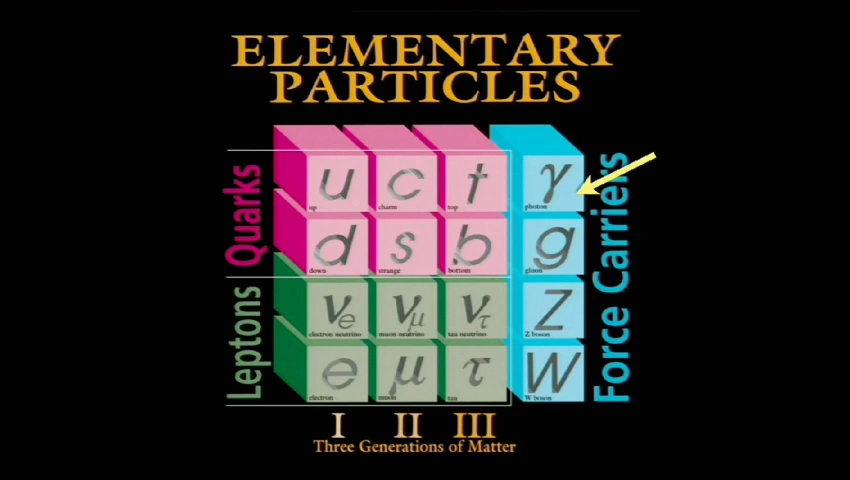 ELEMENTARY
PARTICLES
Quarks
Leptons
u
up
c
charm
t
top
γ
photon
d
down
s
strange
b
bottom
g
gluon
νe
electron neutrino
νμ
muon neutrino
ντ
tau neutrino
Z
Z boson
e
electron
μ
muon
τ
tau
W
W boson
Force Carriers
I II III
Three Generations of Matter